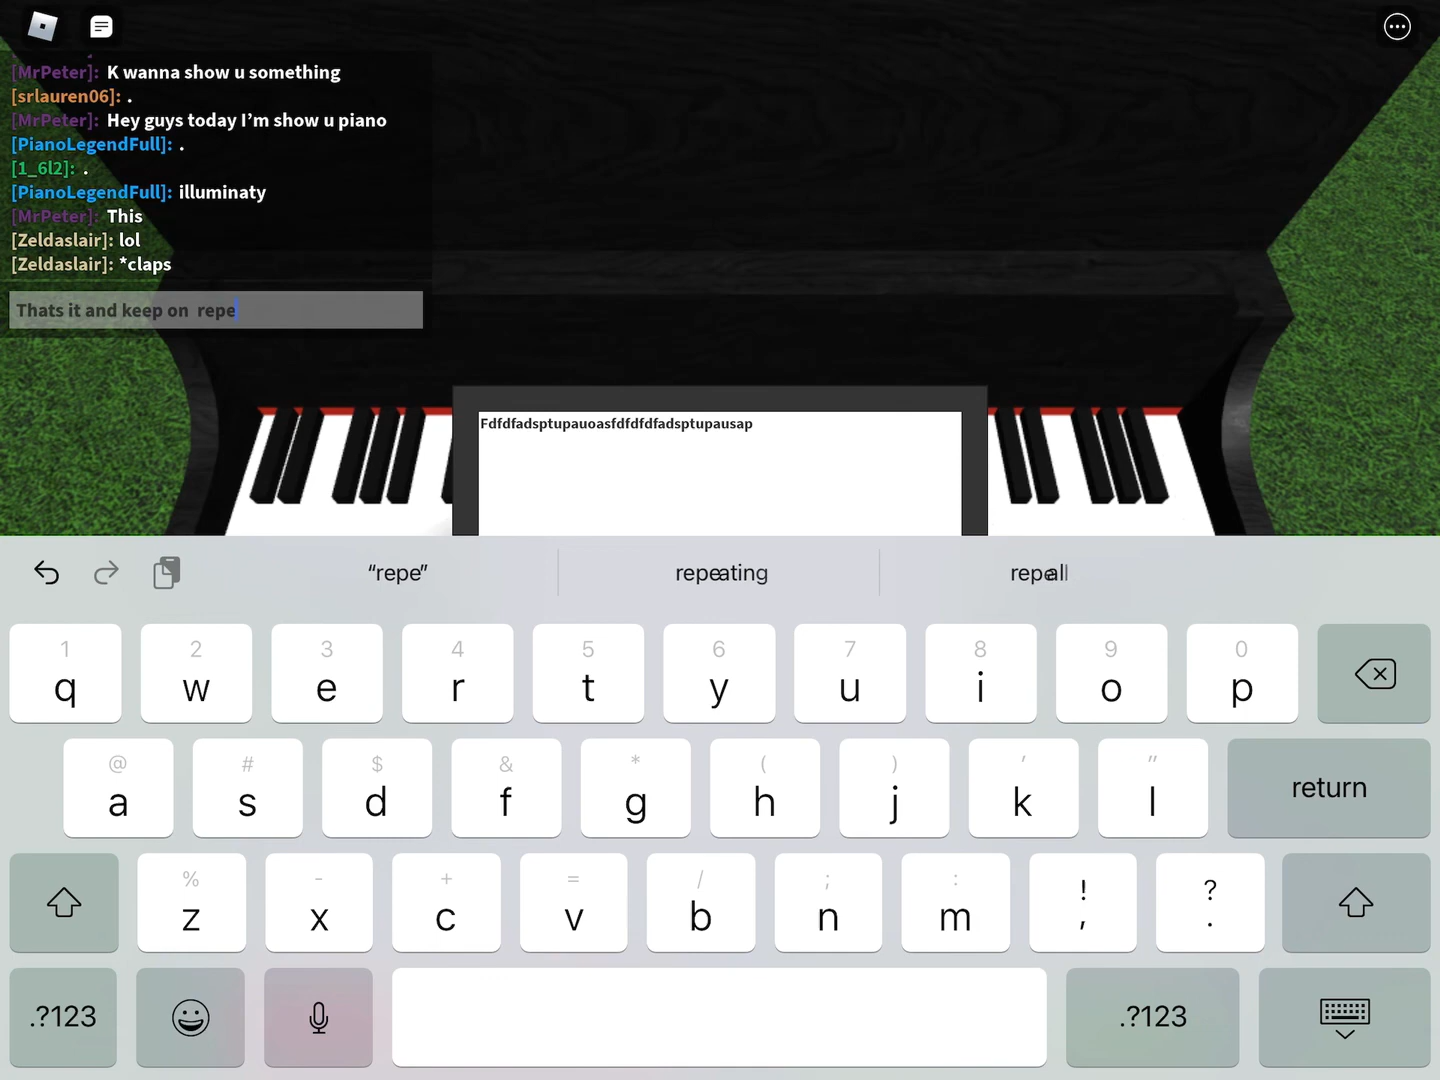 [MrPeter]: K wanna show u something
[srlauren06]: .
[MrPeter]: Hey guys today I'm show u piano
[PianoLegendFull]: .
[1_6l2]: .
[PianoLegendFull]: illuminaty
[MrPeter]: This
[Zeldaslair]: lol
[Zeldaslair]: *claps
Thats it and keep on  repe
Fdfdfadsptupauoasfdfdfdfadsptupausap
“repe” repeating
1 2 3 4 5 6 7 8 9 0
q w e r t y u i o p
@ # $ & * ( ) ' "
a s d f g h j k l return
% - + = / ; : ! ?
z x c v b n m , .
.?123 .?123